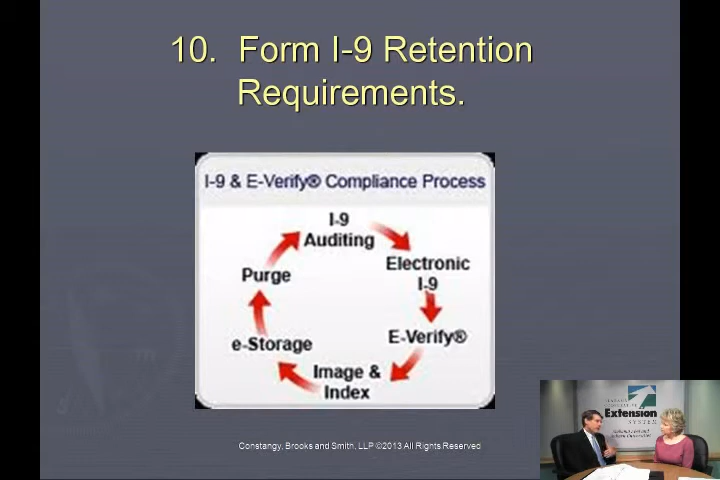 10. Form I-9 Retention
Requirements.
I-9 & E-Verify® Compliance Process
I-9
Auditing
Electronic
I-9
E-Verify®
Image &
Index
e-Storage
Purge
Constangy, Brooks and Smith, LLP ©2013 All Rights Reserved
Extension
SYSTEM